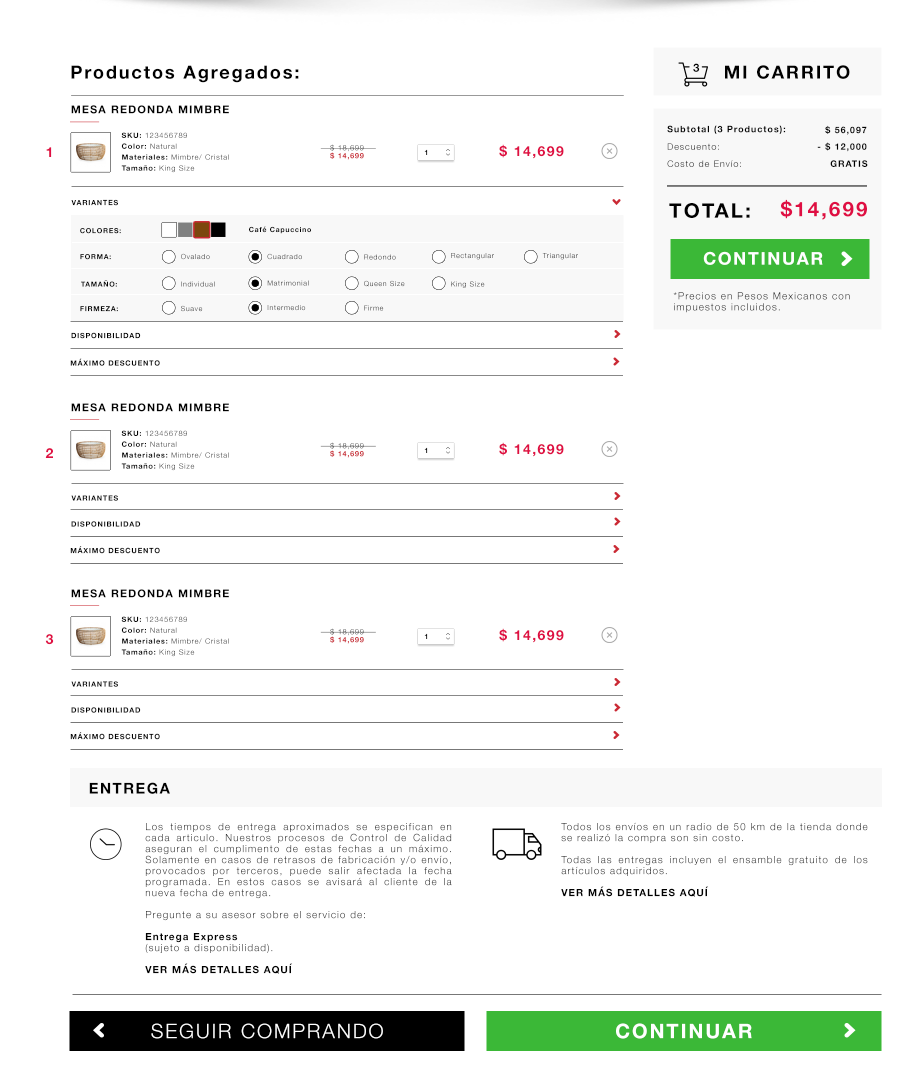 Productos Agregados:
MESA REDONDA MIMBRE
1
SKU: 123456789
Color: Natural
Materiales: Mimbre/ Cristal
Tamaño: King Size
$ 18,699
$ 14,699
1
$ 14,699
VARIANTES
COLORES:
Café Capuccino
FORMA:
Ovalado
Cuadrado
Redondo
Rectangular
Triangular
TAMAÑO:
Individual
Matrimonial
Queen Size
King Size
FIRMEZA:
Suave
Intermedio
Firme
DISPONIBILIDAD
MÁXIMO DESCUENTO
MESA REDONDA MIMBRE
2
SKU: 123456789
Color: Natural
Materiales: Mimbre/ Cristal
Tamaño: King Size
$ 18,699
$ 14,699
1
$ 14,699
VARIANTES
DISPONIBILIDAD
MÁXIMO DESCUENTO
MESA REDONDA MIMBRE
3
SKU: 123456789
Color: Natural
Materiales: Mimbre/ Cristal
Tamaño: King Size
$ 18,699
$ 14,699
1
$ 14,699
VARIANTES
DISPONIBILIDAD
MÁXIMO DESCUENTO
3
MI CARRITO
Subtotal (3 Productos): $ 56,097
Descuento: - $ 12,000
Costo de Envío: GRATIS
TOTAL: $14,699
CONTINUAR
*Precios en Pesos Mexicanos con
impuestos incluidos.
ENTREGA
Los tiempos de entrega aproximados se especifican en
cada artículo. Nuestros procesos de Control de Calidad
aseguran el cumplimento de estas fechas a un máximo.
Solamente en casos de retrasos de fabricación y/o envío,
provocados por terceros, puede salir afectada la fecha
programada. En estos casos se avisará al cliente de la
nueva fecha de entrega.
Pregunte a su asesor sobre el servicio de:
Entrega Express
(sujeto a disponibilidad).
VER MÁS DETALLES AQUÍ
Todos los envíos en un radio de 50 km de la tienda donde
se realizó la compra son sin costo.
Todas las entregas incluyen el ensamble gratuito de los
artículos adquiridos.
VER MÁS DETALLES AQUÍ
SEGUIR COMPRANDO
CONTINUAR